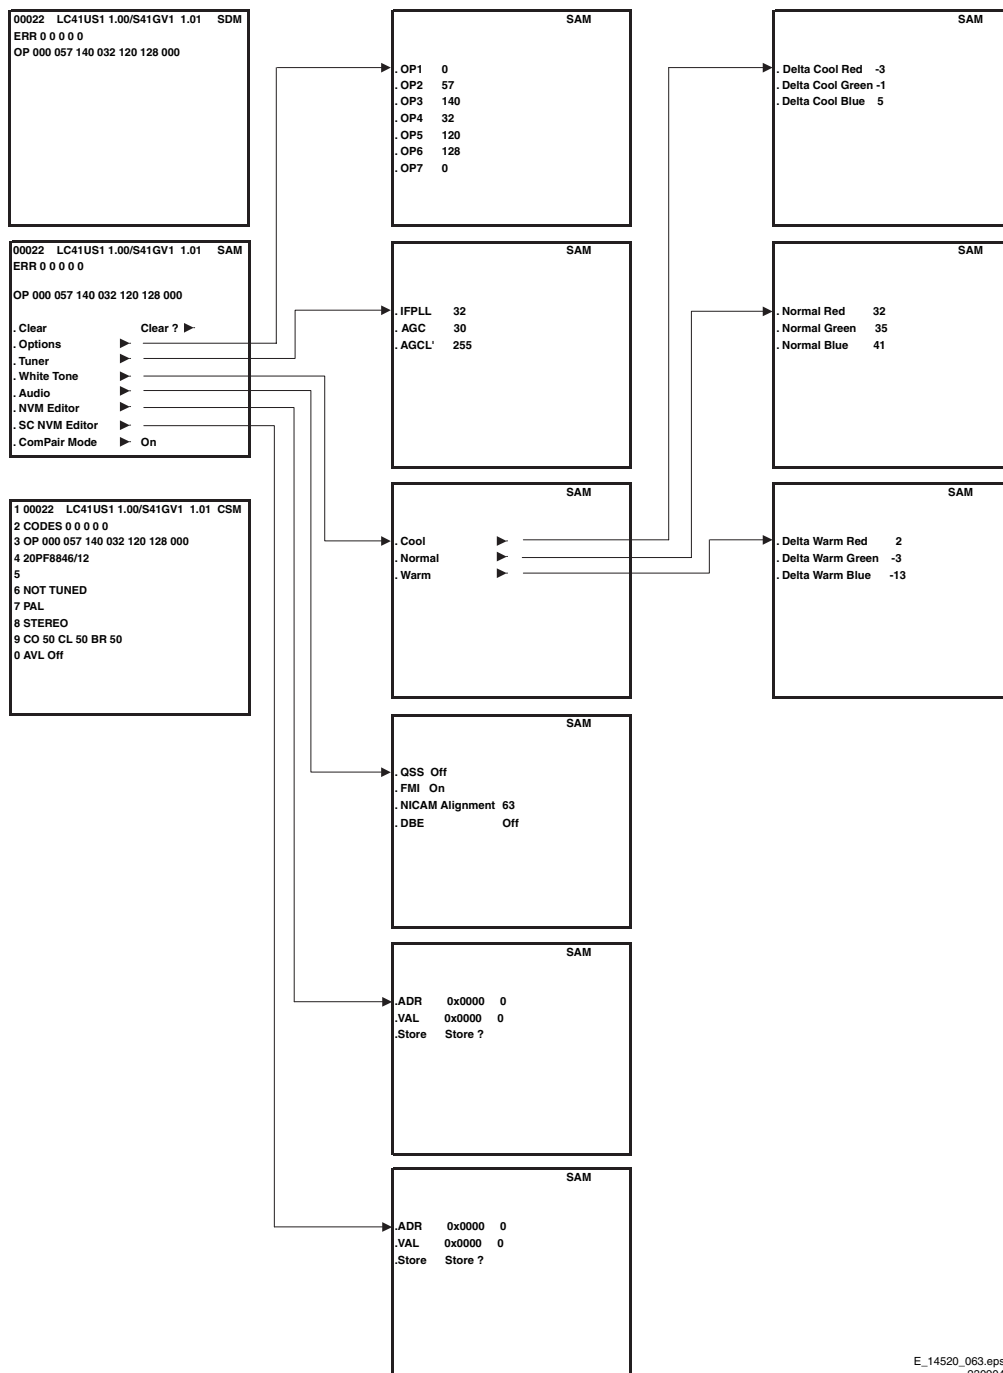 00022 LC41US1 1.00/S41GV1 1.01 SDM
ERR 0 0 0 0 0
OP 000 057 140 032 120 128 000
00022 LC41US1 1.00/S41GV1 1.01 SAM
ERR 0 0 0 0 0
OP 000 057 140 032 120 128 000
. Clear Clear ?
. Options
. Tuner
. White Tone
. Audio
. NVM Editor
. SC NVM Editor
. ComPair Mode On
1 00022 LC41US1 1.00/S41GV1 1.01 CSM
2 CODES 0 0 0 0 0
3 OP 000 057 140 032 120 128 000
4 20PF8846/12
5
6 NOT TUNED
7 PAL
8 STEREO
9 CO 50 CL 50 BR 50
0 AVL Off
SAM
. OP1 0
. OP2 57
. OP3 140
. OP4 32
. OP5 120
. OP6 128
. OP7 0
SAM
. IFPLL 32
. AGC 30
. AGCL' 255
SAM
. Cool
. Normal
. Warm
SAM
. QSS Off
. FMI On
. NICAM Alignment 63
. DBE Off
SAM
.ADR 0x0000 0
.VAL 0x0000 0
.Store Store ?
SAM
.ADR 0x0000 0
.VAL 0x0000 0
.Store Store ?
SAM
. Delta Cool Red -3
. Delta Cool Green -1
. Delta Cool Blue 5
SAM
. Normal Red 32
. Normal Green 35
. Normal Blue 41
SAM
. Delta Warm Red 2
. Delta Warm Green -3
. Delta Warm Blue -13
E_14520_063.eps